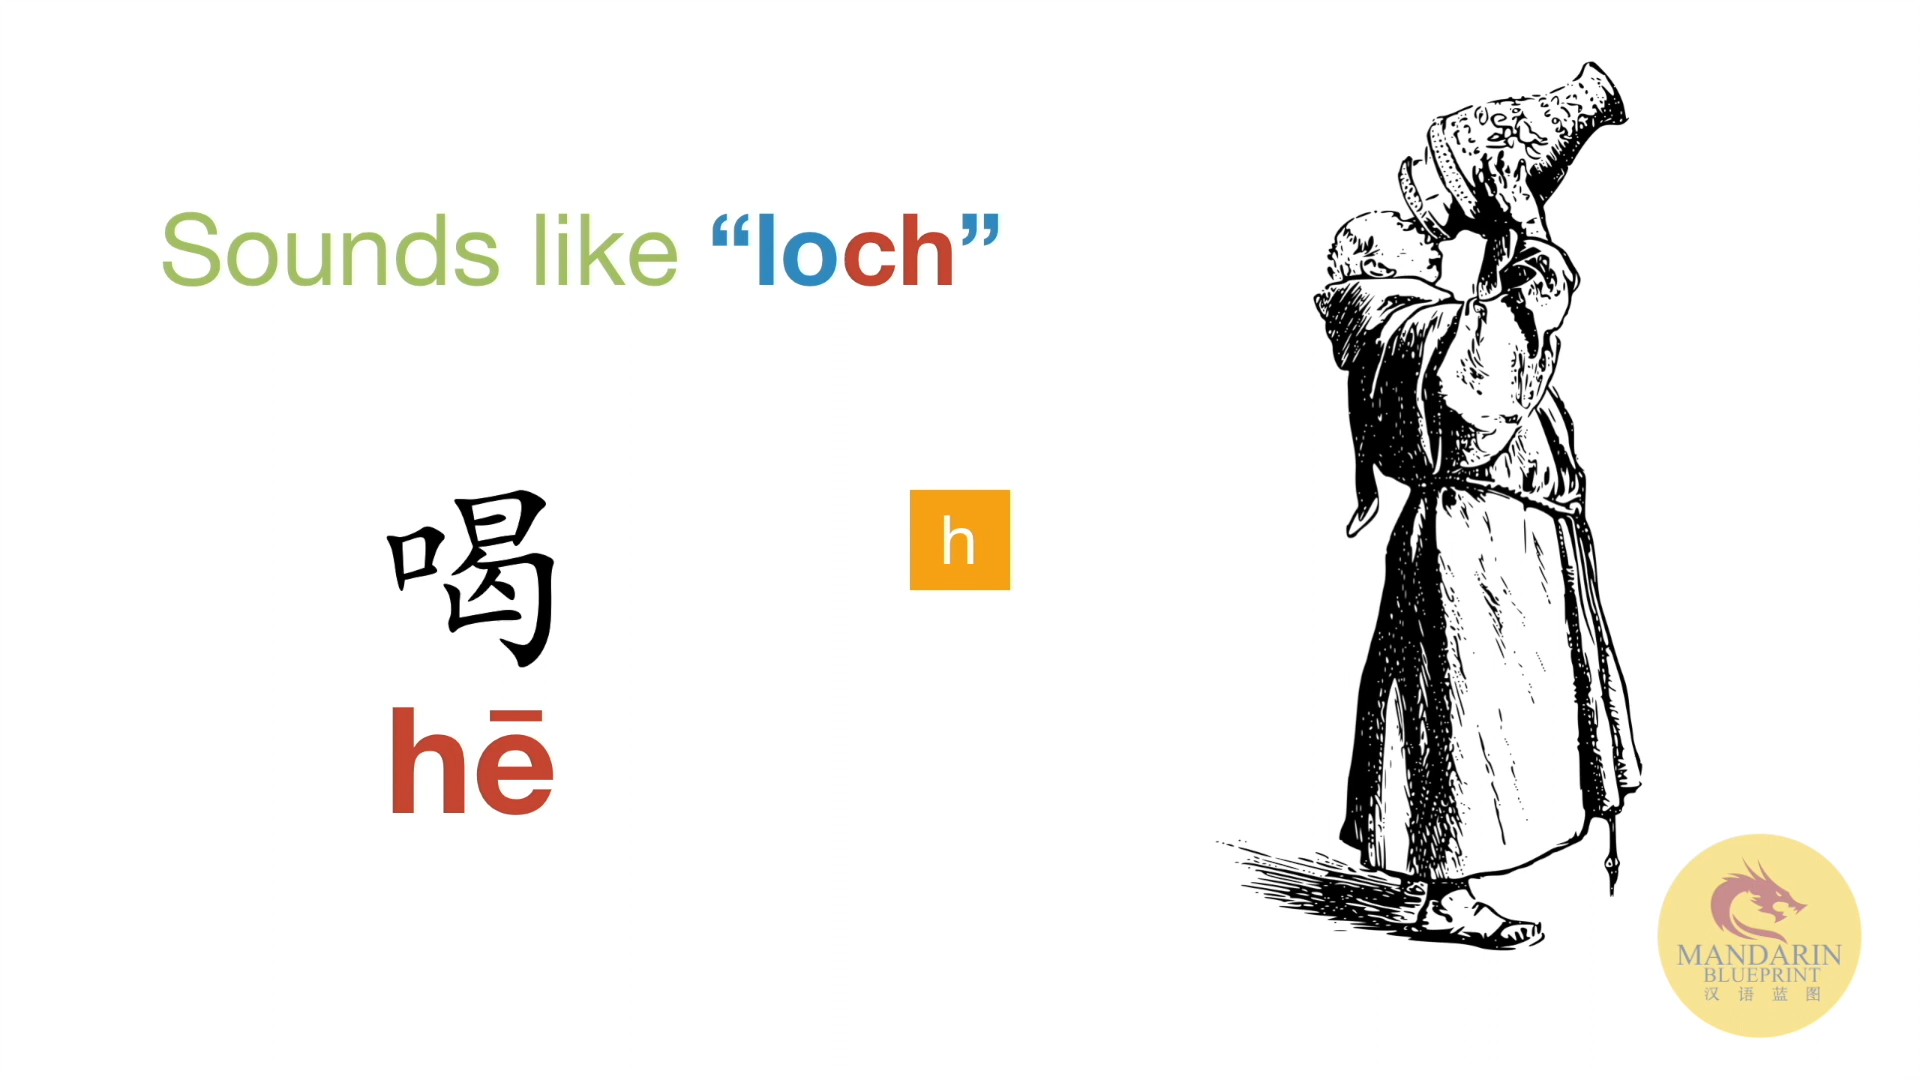 Sounds like “loch”
喝
h
hē
MANDARIN
BLUEPRINT
汉语蓝图